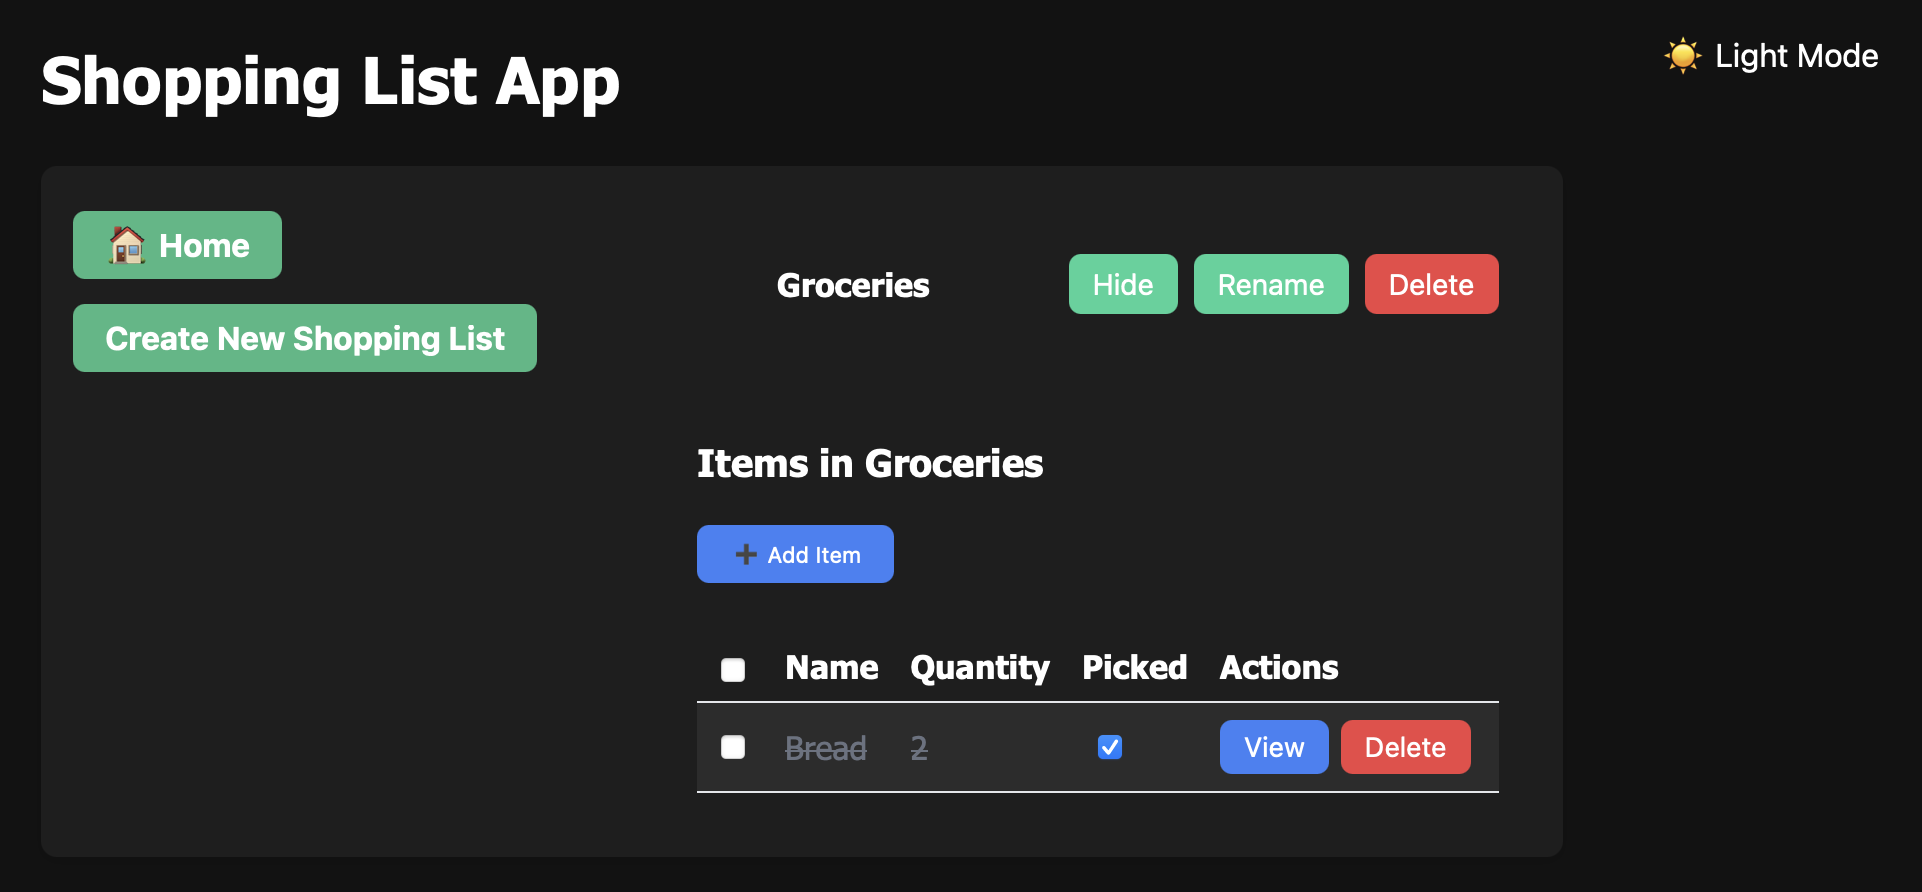 Shopping List App
☀️ Light Mode
🏠 Home
Create New Shopping List
Groceries Hide Rename Delete
Items in Groceries
➕ Add Item
Name Quantity Picked Actions
Bread 2 View Delete